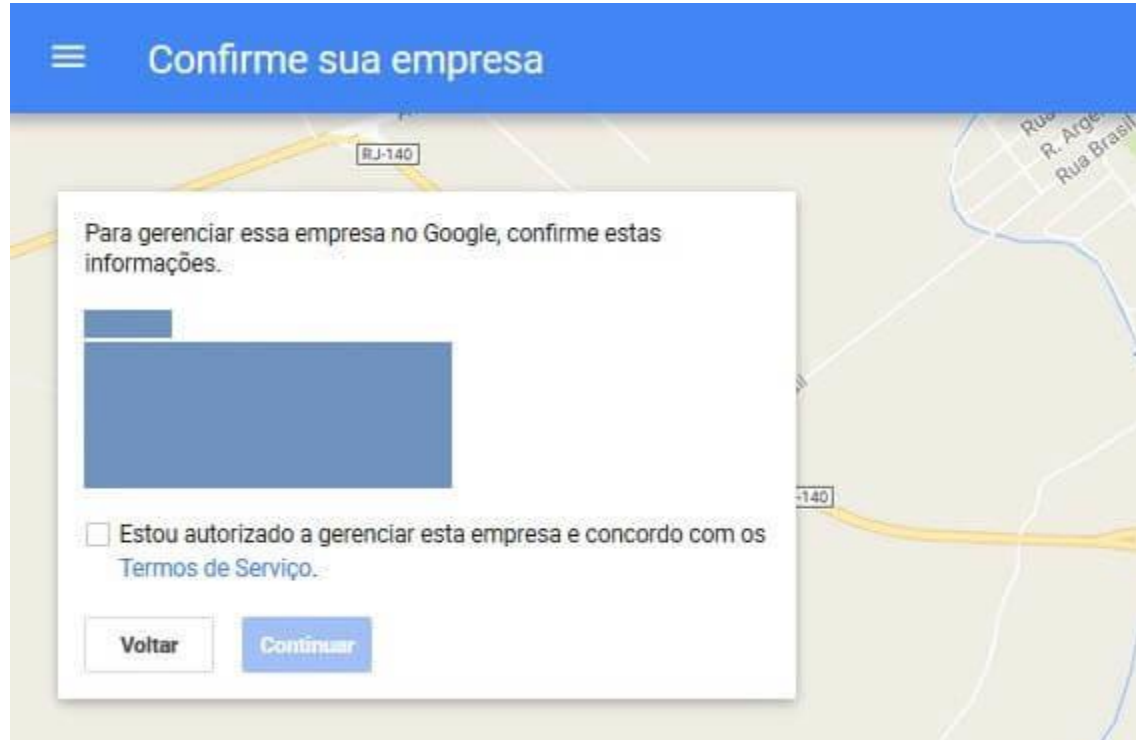 Confirme sua empresa
RJ-140
Rua
R. Arge
Rua Brasil
Para gerenciar essa empresa no Google, confirme estas
informações.
-140
Estou autorizado a gerenciar esta empresa e concordo com os
Termos de Serviço.
Voltar
Continuar